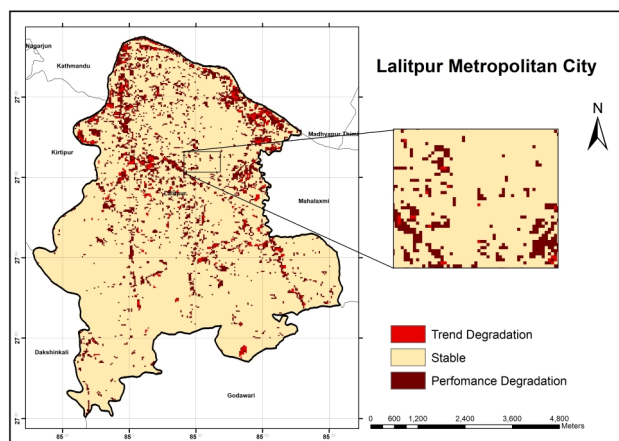 Lalitpur Metropolitan City
Nagarjun
Kathmandu
N
Madhyapur Thimi
Kirtipur
Mahalaxmi
Dakshinkali
Godawari
27
27
27
27
27
85
85
85
85
85
Trend Degradation
Stable
Perfomance Degradation
0 600 1,200 2,400 3,600 4,800
Meters